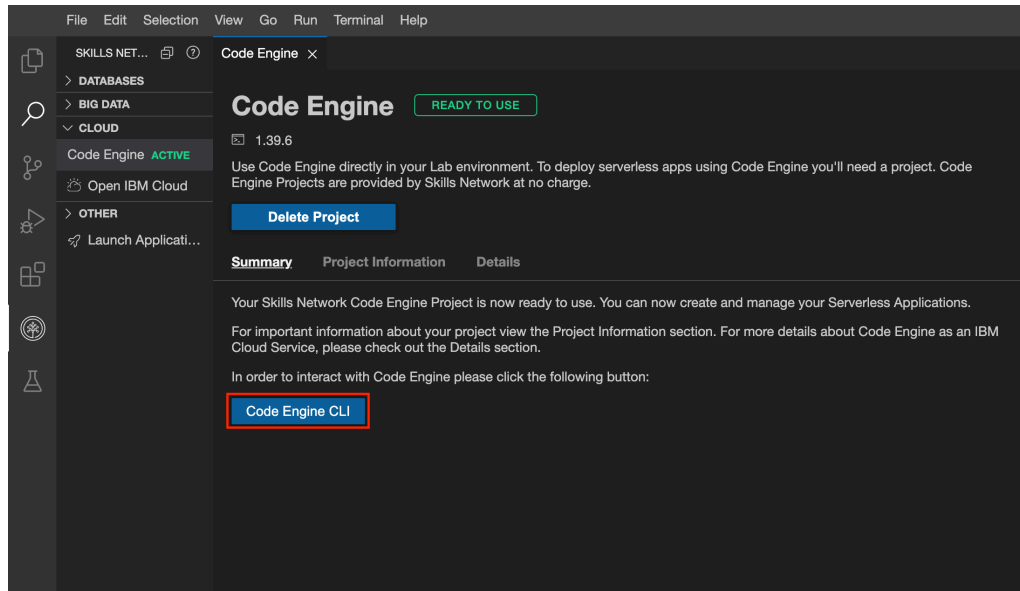 File Edit Selection View Go Run Terminal Help
SKILLS NET...
DATABASES
BIG DATA
CLOUD
Code Engine ACTIVE
Open IBM Cloud
OTHER
Launch Applicati...
Code Engine
Code Engine READY TO USE
1.39.6
Use Code Engine directly in your Lab environment. To deploy serverless apps using Code Engine you'll need a project. Code
Engine Projects are provided by Skills Network at no charge.
Delete Project
Summary Project Information Details
Your Skills Network Code Engine Project is now ready to use. You can now create and manage your Serverless Applications.
For important information about your project view the Project Information section. For more details about Code Engine as an IBM
Cloud Service, please check out the Details section.
In order to interact with Code Engine please click the following button:
Code Engine CLI